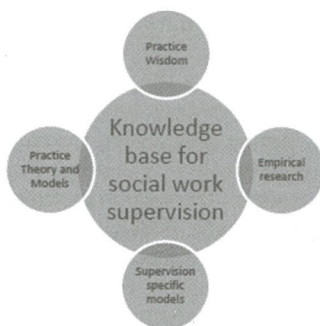 Practice
Wisdom
Knowledge
base for
social work
supervision
Practice
Theory and
Models
Empirical
research
Supervision
specific
models